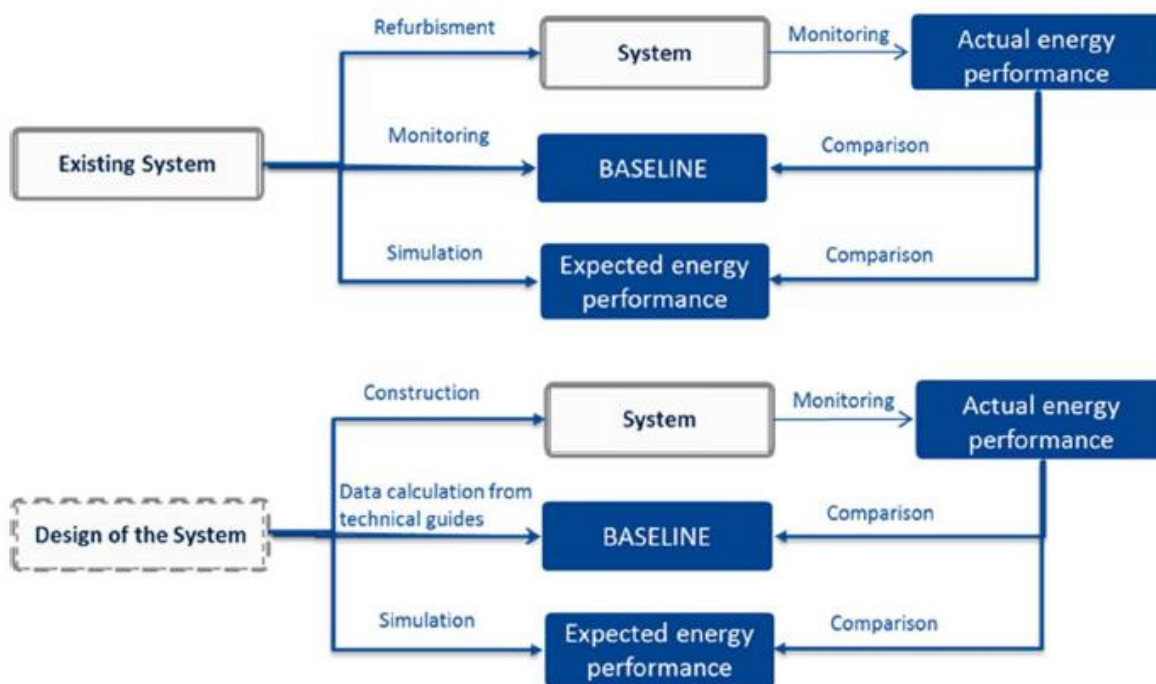 Refurbisment
System
Monitoring
Actual energy
performance
Existing System
Monitoring
BASELINE
Comparison
Simulation
Expected energy
performance
Comparison
Construction
System
Monitoring
Actual energy
performance
Design of the System
Data calculation from
technical guides
BASELINE
Comparison
Simulation
Expected energy
performance
Comparison